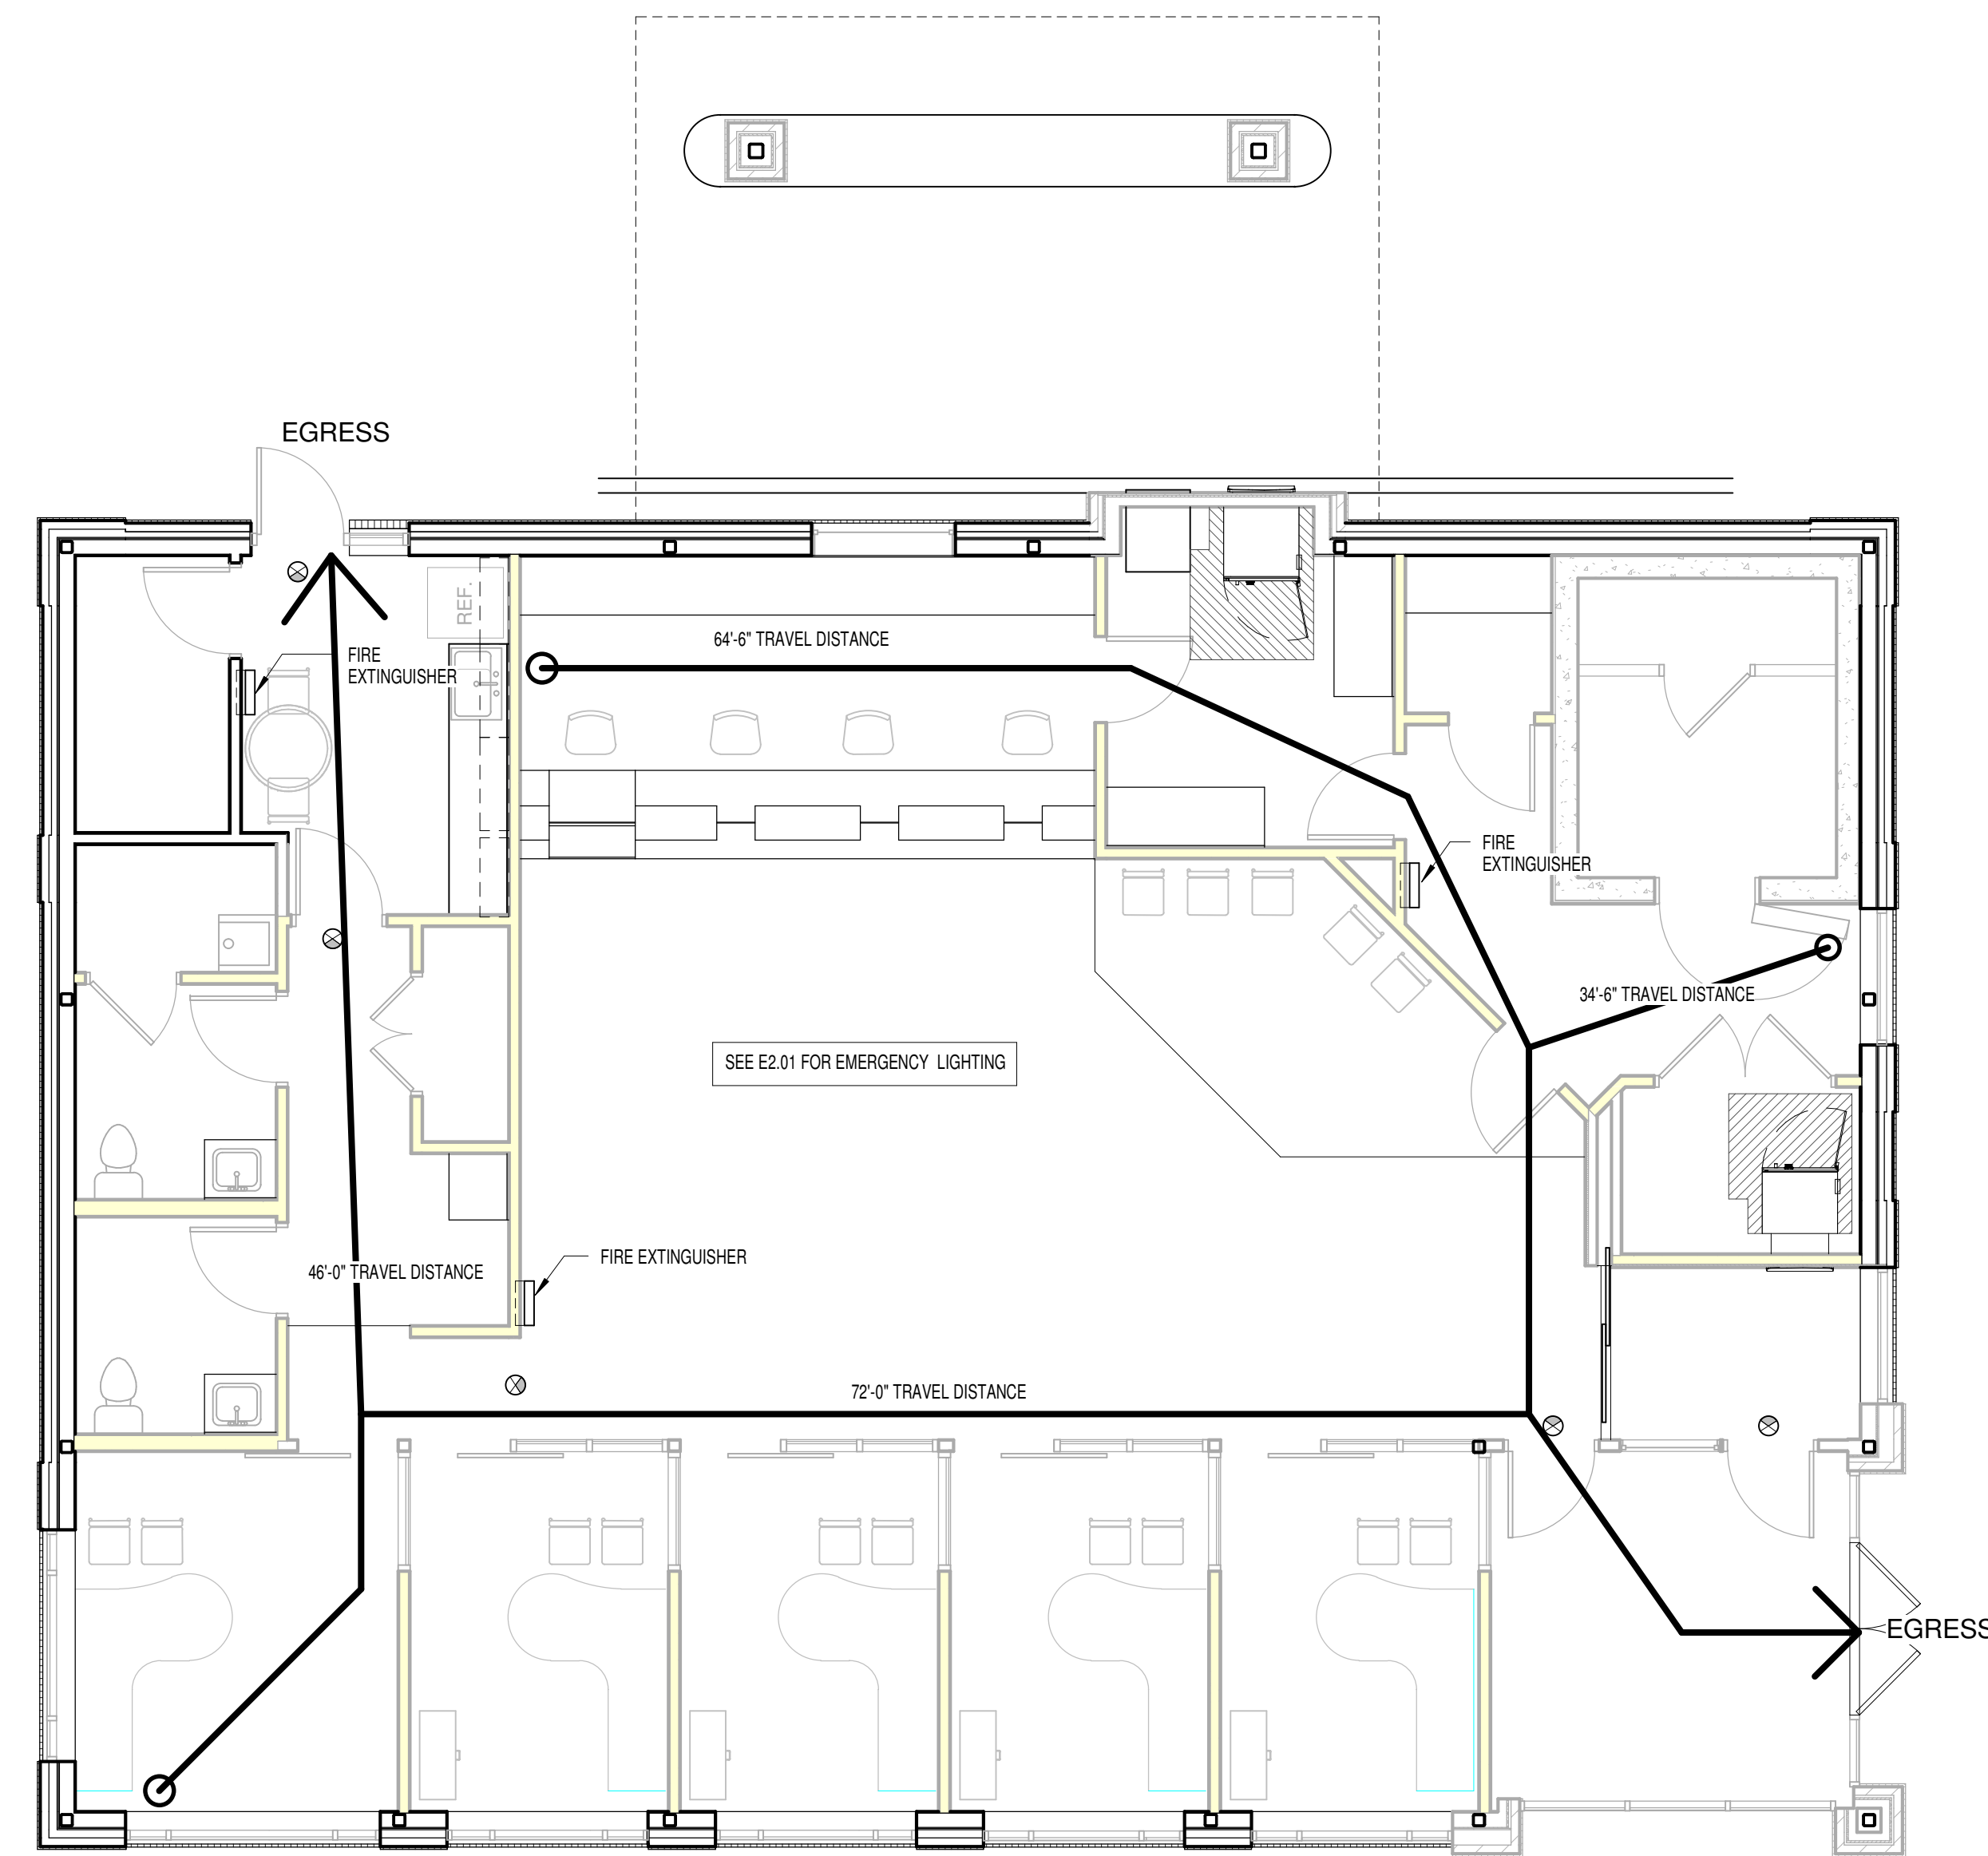 EGRESS
REF.
64'-6" TRAVEL DISTANCE
FIRE
EXTINGUISHER
FIRE
EXTINGUISHER
34'-6" TRAVEL DISTANCE
SEE E2.01 FOR EMERGENCY LIGHTING
FIRE EXTINGUISHER
46'-0" TRAVEL DISTANCE
72'-0" TRAVEL DISTANCE
EGRESS